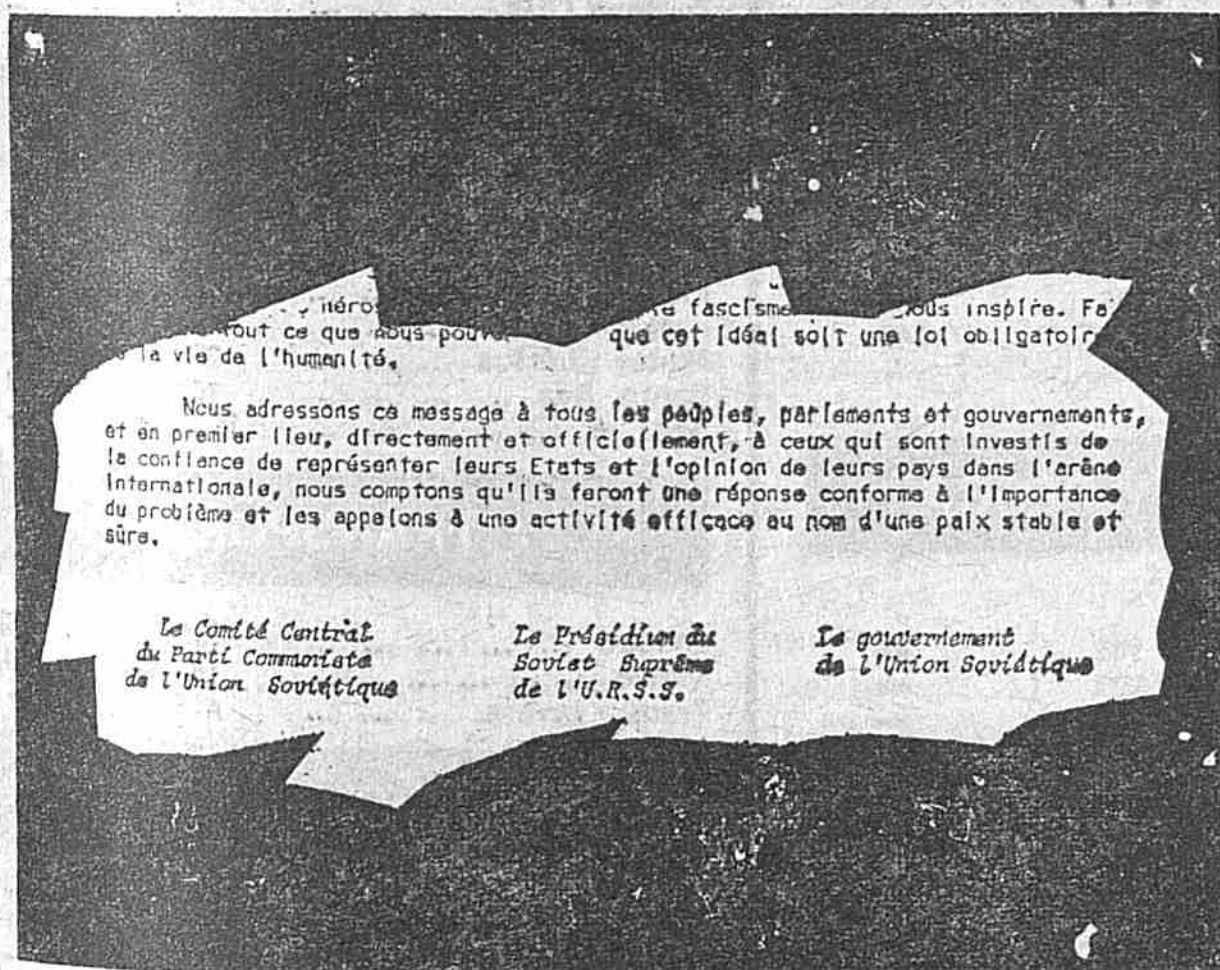 fascisme inspire.
tout ce que nous que cet idéal soit une loi
la vie de l'humanité.
Nous adressons ce message à tous les peuples, parlements et gouvernements,
et en premier lieu, directement et officiellement, à ceux qui sont investis de
la confiance de représenter leurs Etats et l'opinion de leurs pays dans l'arène
internationale, nous comptons qu'ils feront une réponse conforme à l'importance
du problème et les appelons à une activité efficace au nom d'une paix stable et
sûre.
Le Comité Central
du Parti Communiste
de l'Union Soviétique
Le Présidium du
Soviet Suprême
de l'U.R.S.S.
Le gouvernement
de l'Union Soviétique